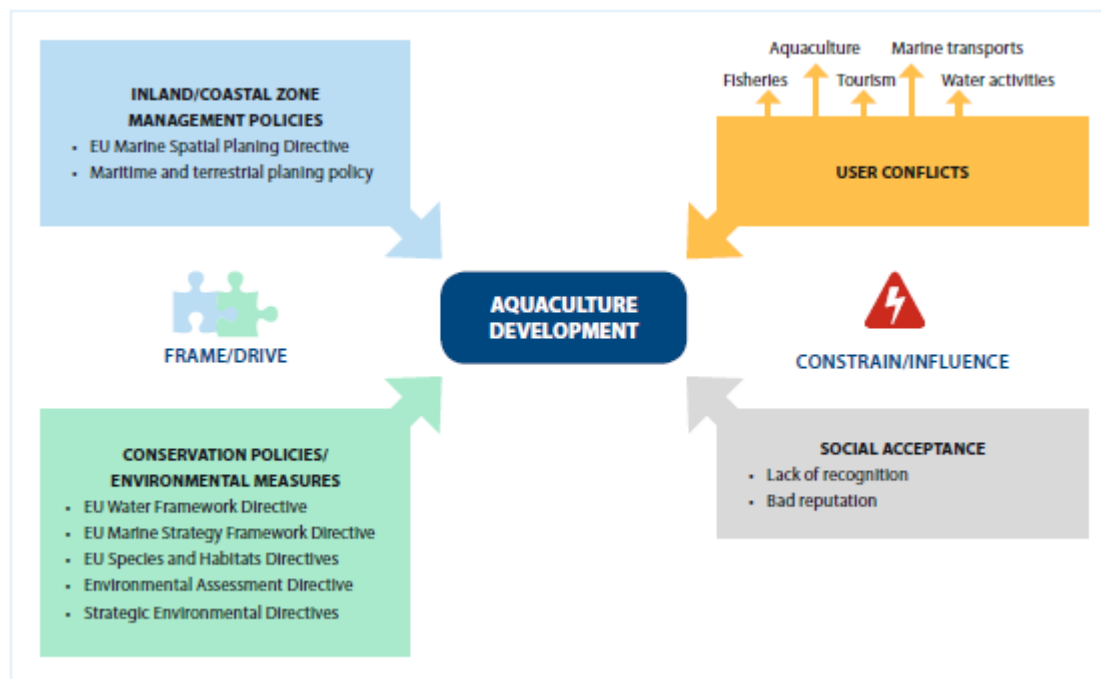 INLAND/COASTAL ZONE
MANAGEMENT POLICIES
• EU Marine Spatial Planing Directive
• Maritime and terrestrial planing policy
Aquaculture
Marine transports
Fisheries
Tourism
Water activities
USER CONFLICTS
FRAME/DRIVE
AQUACULTURE
DEVELOPMENT
CONSTRAIN/INFLUENCE
CONSERVATION POLICIES/
ENVIRONMENTAL MEASURES
• EU Water Framework Directive
• EU Marine Strategy Framework Directive
• EU Species and Habitats Directives
• Environmental Assessment Directive
• Strategic Environmental Directives
SOCIAL ACCEPTANCE
• Lack of recognition
• Bad reputation